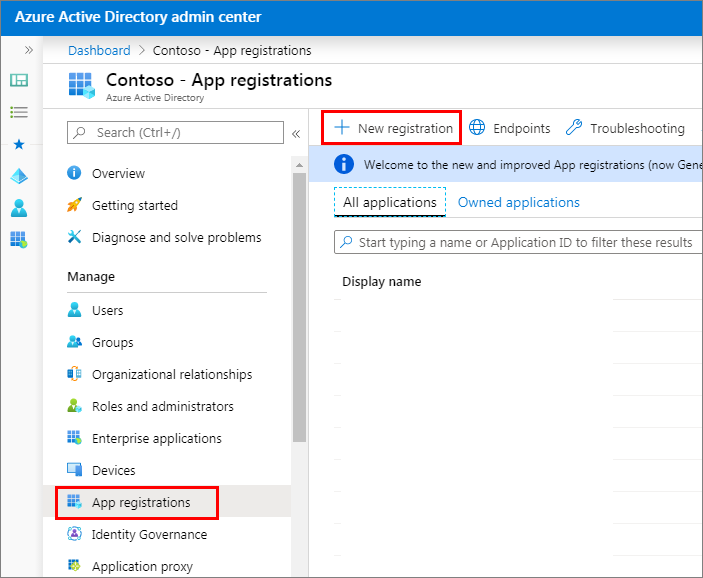 Azure Active Directory admin center
Dashboard > Contoso - App registrations
Contoso - App registrations
Azure Active Directory
Search (Ctrl+/)
Overview
Getting started
Diagnose and solve problems
Manage
Users
Groups
Organizational relationships
Roles and administrators
Enterprise applications
Devices
App registrations
Identity Governance
Application proxy
New registration
Endpoints
Troubleshooting
Welcome to the new and improved App registrations (now Gene
All applications
Owned applications
Start typing a name or Application ID to filter these results
Display name